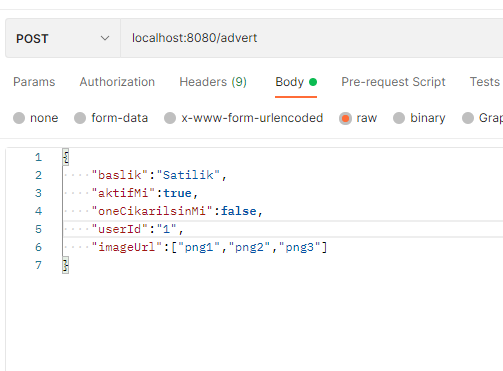 POST localhost:8080/advert
Params Authorization Headers (9) Body Pre-request Script Tests
none form-data x-www-form-urlencoded raw binary Grap
1 {
2 "baslik":"Satilik",
3 "aktifMi":true,
4 "oneCikarilsinMi":false,
5 "userId":"1",
6 "imageUrl":["png1","png2","png3"]
7 }